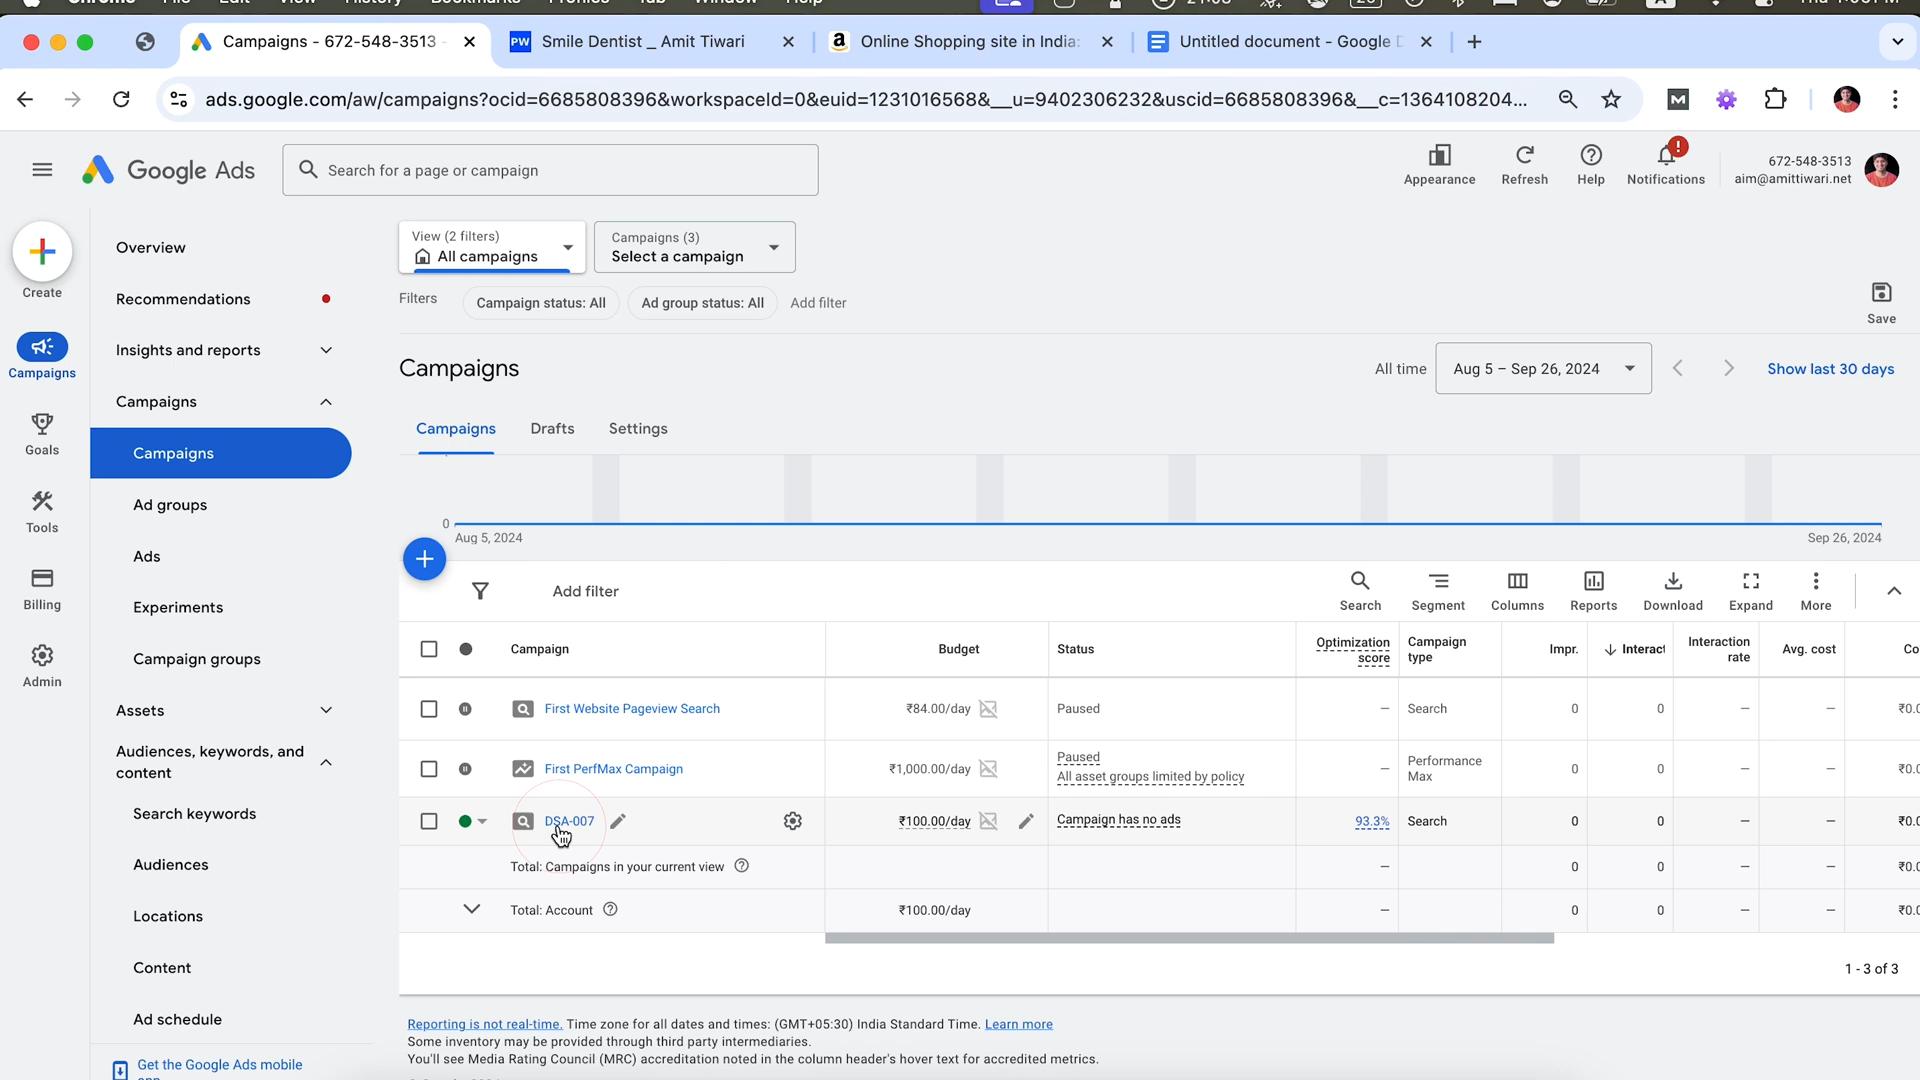 Campaigns - 672-548-3513 -
PW Smile Dentist _ Amit Tiwari
Online Shopping site in India:
Untitled document - Google D
ads.google.com/aw/campaigns?ocid=6685808396&workspaceId=0&euid=1231016568&__u=9402306232&uscid=6685808396&__c=1364108204...
Google Ads
Search for a page or campaign
Appearance
Refresh
Help
Notifications
672-548-3513
aim@amittiwari.net
Create
Campaigns
Goals
Tools
Billing
Admin
Overview
Recommendations
Insights and reports
Campaigns
Campaigns
Ad groups
Ads
Experiments
Campaign groups
Assets
Audiences, keywords, and
content
Search keywords
Audiences
Locations
Content
Ad schedule
Get the Google Ads mobile
View (2 filters)
All campaigns
Campaigns (3)
Select a campaign
Filters
Campaign status: All
Ad group status: All
Add filter
Save
Campaigns
All time
Aug 5 – Sep 26, 2024
Show last 30 days
Campaigns Drafts Settings
0
Aug 5, 2024
Sep 26, 2024
Add filter
Search
Segment
Columns
Reports
Download
Expand
More
Campaign
Budget
Status
Optimization
score
Campaign
type
Impr.
Interact
Interaction
rate
Avg. cost
Co
First Website Pageview Search ₹84.00/day Paused – Search 0 0 – – ₹0.0
First PerfMax Campaign ₹1,000.00/day Paused
All asset groups limited by policy – Performance
Max 0 0 – – ₹0.0
DSA-007 ₹100.00/day Campaign has no ads 93.3% Search 0 0 – – ₹0.0
Total: Campaigns in your current view – 0 0 – – ₹0.0
Total: Account ₹100.00/day – 0 0 – – ₹0.0
1 - 3 of 3
Reporting is not real-time. Time zone for all dates and times: (GMT+05:30) India Standard Time. Learn more
Some inventory may be provided through third party intermediaries.
You'll see Media Rating Council (MRC) accreditation noted in the column header's hover text for accredited metrics.